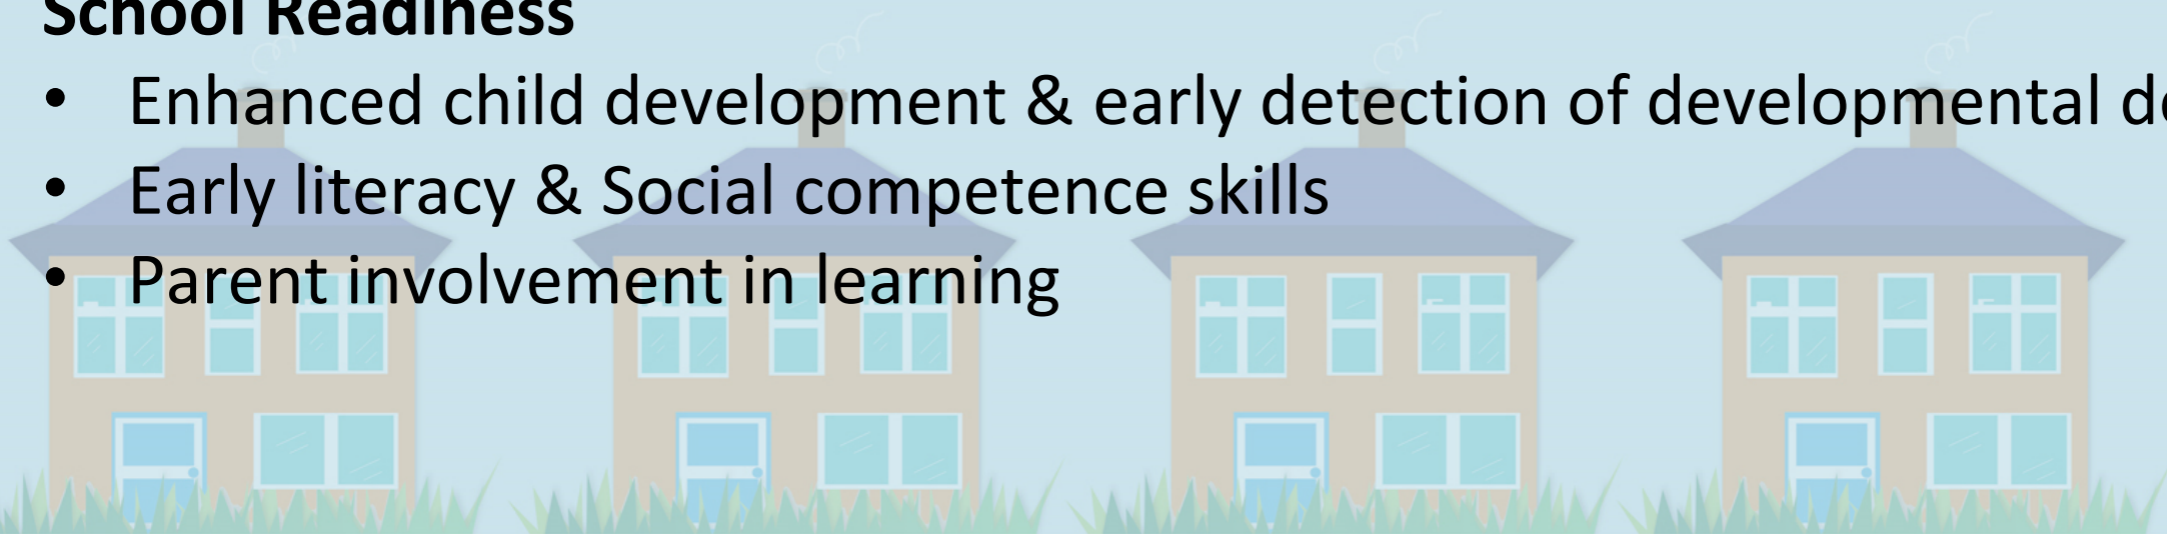 School Readiness
• Enhanced child development & early detection of developmental
• Early literacy & Social competence skills
• Parent involvement in learning